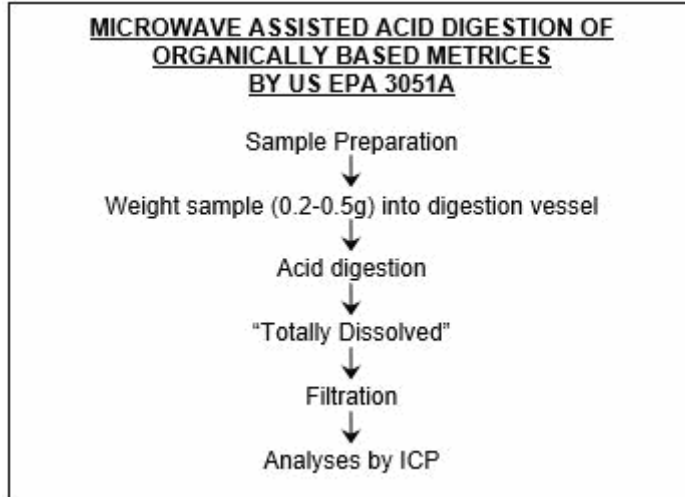 MICROWAVE ASSISTED ACID DIGESTION OF
ORGANICALLY BASED METRICES
BY US EPA 3051A
Sample Preparation
Weight sample (0.2-0.5g) into digestion vessel
Acid digestion
“Totally Dissolved”
Filtration
Analyses by ICP